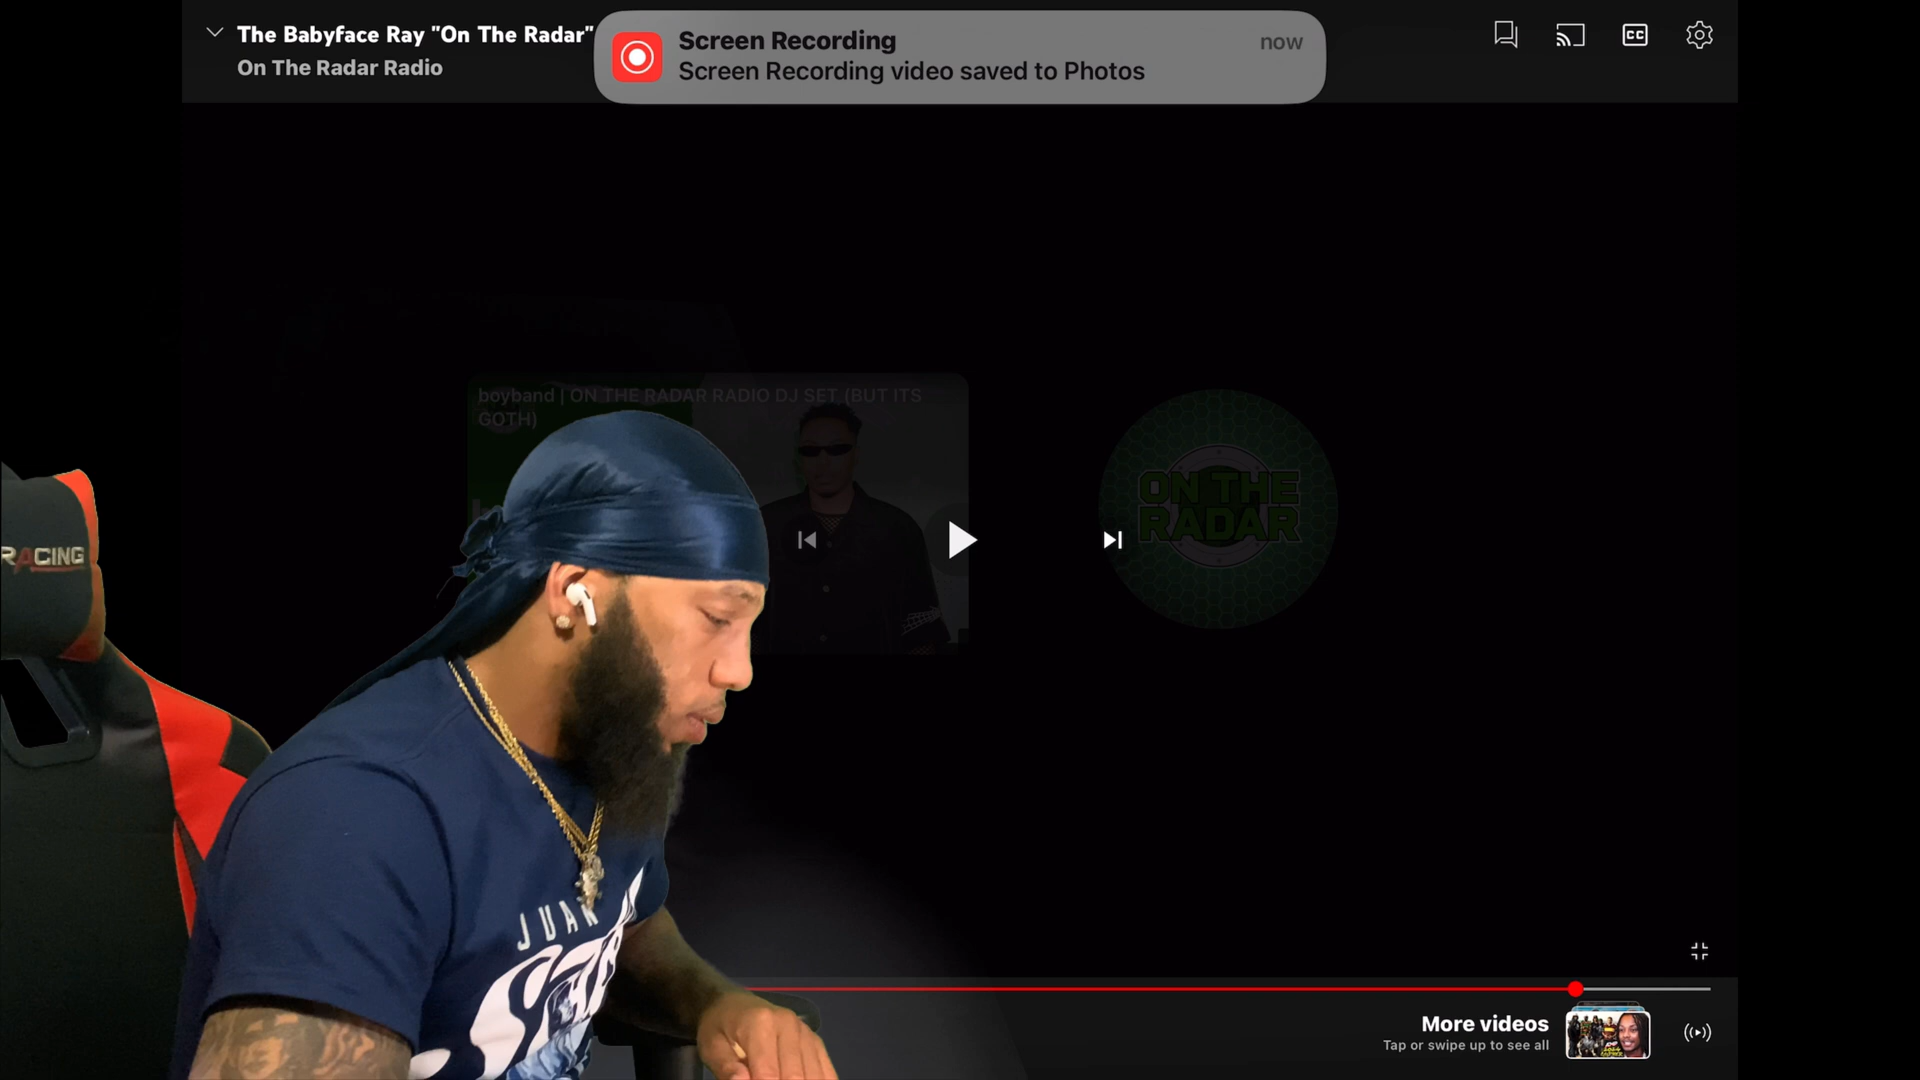 The Babyface Ray "On The Radar"
On The Radar Radio
Screen Recording
now
Screen Recording video saved to Photos
CC
boyband | ON THE RADAR RADIO DJ SET (BUT ITS
GOTH)
ON THE
RADAR
RACING
JUAN
More videos
Tap or swipe up to see all